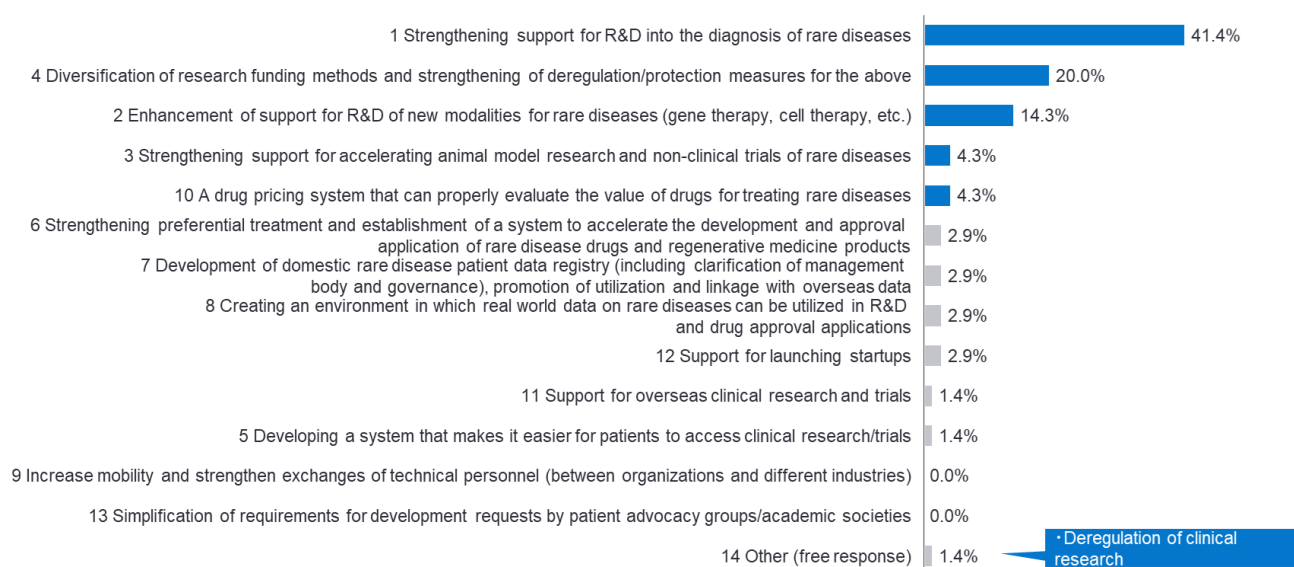 1 Strengthening support for R&D into the diagnosis of rare diseases 41.4%
4 Diversification of research funding methods and strengthening of deregulation/protection measures for the above 20.0%
2 Enhancement of support for R&D of new modalities for rare diseases (gene therapy, cell therapy, etc.) 14.3%
3 Strengthening support for accelerating animal model research and non-clinical trials of rare diseases 4.3%
10 A drug pricing system that can properly evaluate the value of drugs for treating rare diseases 4.3%
6 Strengthening preferential treatment and establishment of a system to accelerate the development and approval
application of rare disease drugs and regenerative medicine products 2.9%
7 Development of domestic rare disease patient data registry (including clarification of management
body and governance), promotion of utilization and linkage with overseas data 2.9%
8 Creating an environment in which real world data on rare diseases can be utilized in R&D
and drug approval applications 2.9%
12 Support for launching startups 2.9%
11 Support for overseas clinical research and trials 1.4%
5 Developing a system that makes it easier for patients to access clinical research/trials 1.4%
9 Increase mobility and strengthen exchanges of technical personnel (between organizations and different industries) 0.0%
13 Simplification of requirements for development requests by patient advocacy groups/academic societies 0.0%
14 Other (free response) 1.4%
・Deregulation of clinical
research